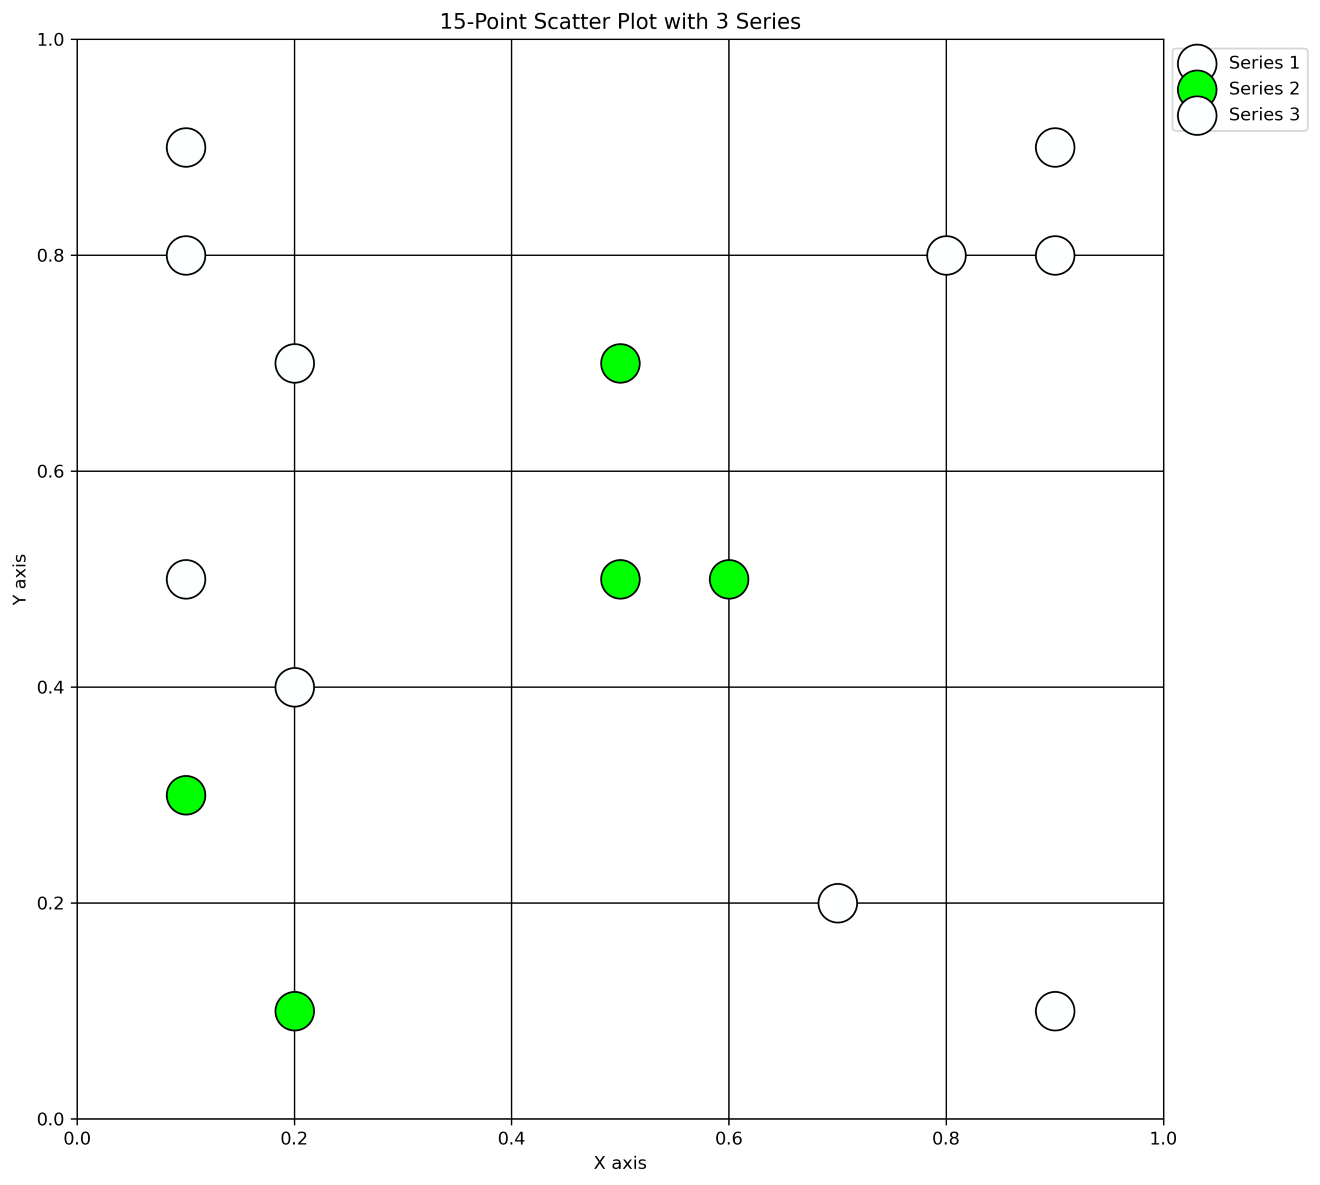 15-Point Scatter Plot with 3 Series
1.0
0.8
0.6
0.4
0.2
0.0
Y axis
0.0 0.2 0.4 0.6 0.8 1.0
X axis
Series 1
Series 2
Series 3